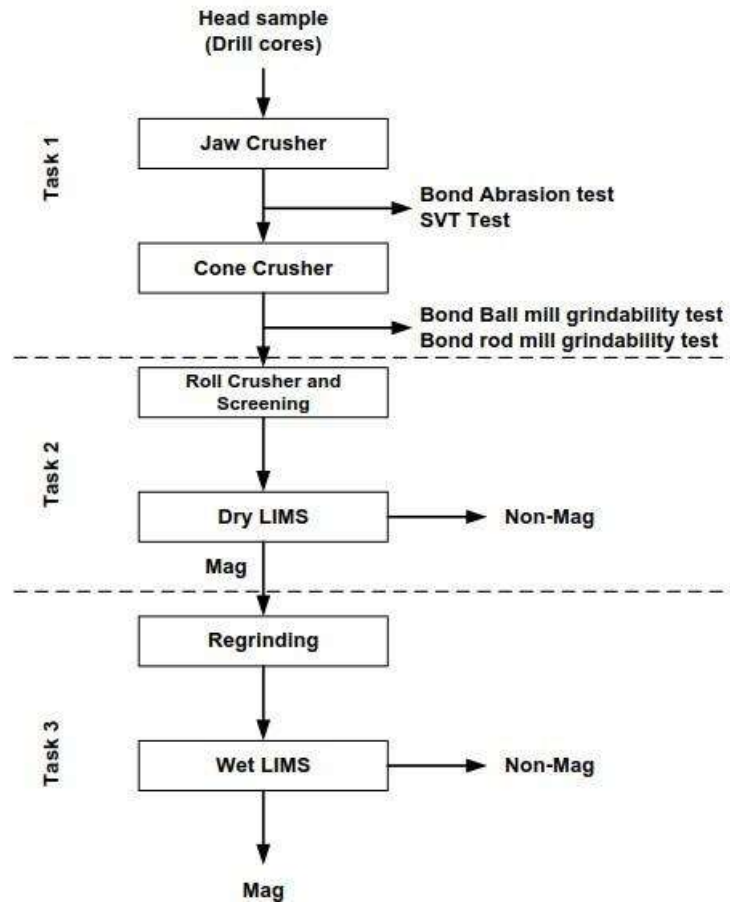 Head sample
(Drill cores)
Task 1
Jaw Crusher
Bond Abrasion test
SVT Test
Cone Crusher
Bond Ball mill grindability test
Bond rod mill grindability test
Roll Crusher and
Screening
Task 2
Dry LIMS
Non-Mag
Mag
Regrinding
Task 3
Wet LIMS
Non-Mag
Mag